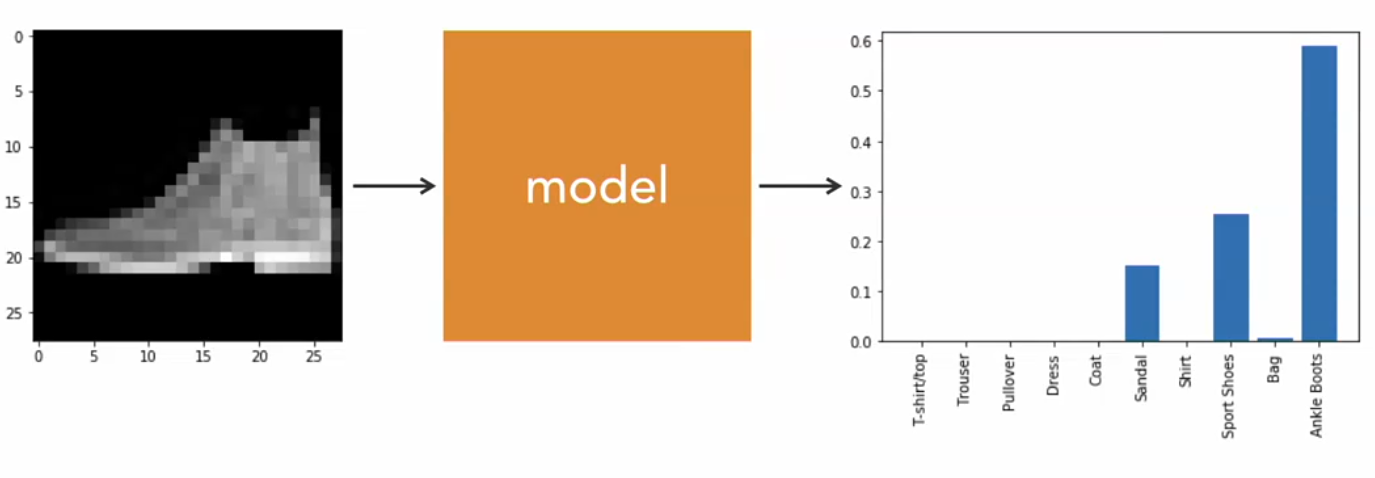 0
5
10
15
20
25
0 5 10 15 20 25
model
0.6
0.5
0.4
0.3
0.2
0.1
0.0
T-shirt/top
Trouser
Pullover
Dress
Coat
Sandal
Shirt
Sport Shoes
Bag
Ankle Boots